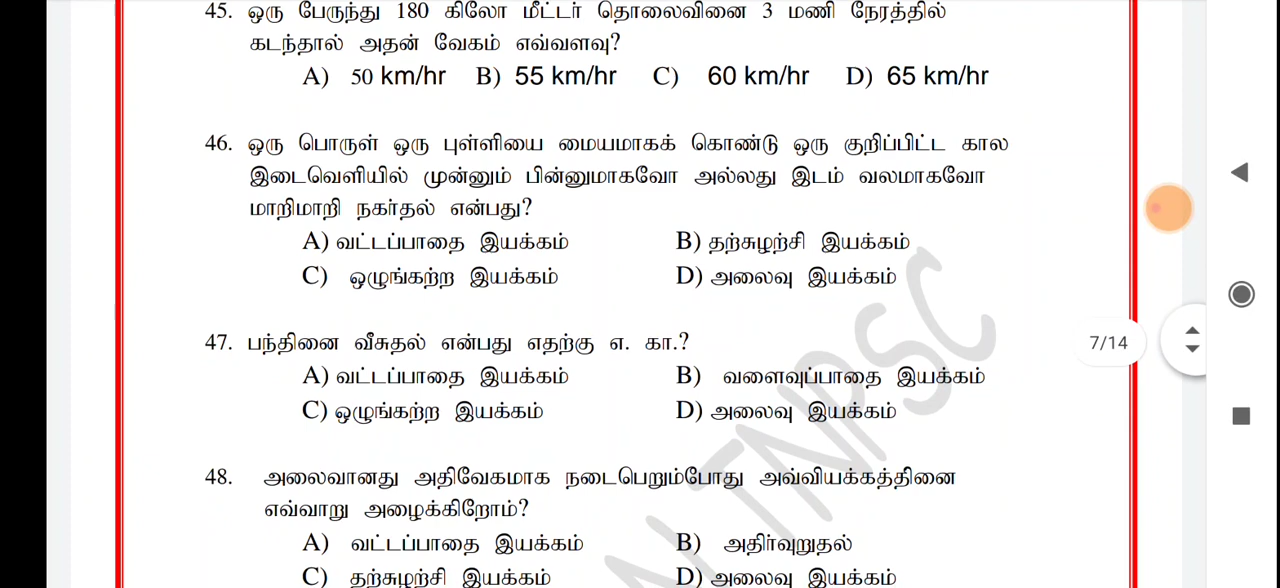 45. ஒரு பேருந்து 180 கிலோ மீட்டர் தொலைவினை 3 மணி நேரத்தில்
கடந்தால் அதன் வேகம் எவ்வளவு?
A) 50 km/hr B) 55 km/hr C) 60 km/hr D) 65 km/hr
46. ஒரு பொருள் ஒரு புள்ளியை மையமாகக் கொண்டு ஒரு குறிப்பிட்ட கால
இடைவெளியில் முன்னும் பின்னுமாகவோ அல்லது இடம் வலமாகவோ
மாறிமாறி நகர்தல் என்பது?
A) வட்டப்பாதை இயக்கம் B) தற்சுழற்சி இயக்கம்
C) ஒழுங்கற்ற இயக்கம் D) அலைவு இயக்கம்
47. பந்தினை வீசுதல் என்பது எதற்கு எ. கா.?
7/14
A) வட்டப்பாதை இயக்கம் B) வளைவுப்பாதை இயக்கம்
C) ஒழுங்கற்ற இயக்கம் D) அலைவு இயக்கம்
48. அலைவானது அதிவேகமாக நடைபெறும்போது அவ்வியக்கத்தினை
எவ்வாறு அழைக்கிறோம்?
A) வட்டப்பாதை இயக்கம் B) அதிர்வுறுதல்
C) தற்சுழற்சி இயக்கம் D) அலைவு இயக்கம்
TNPSC